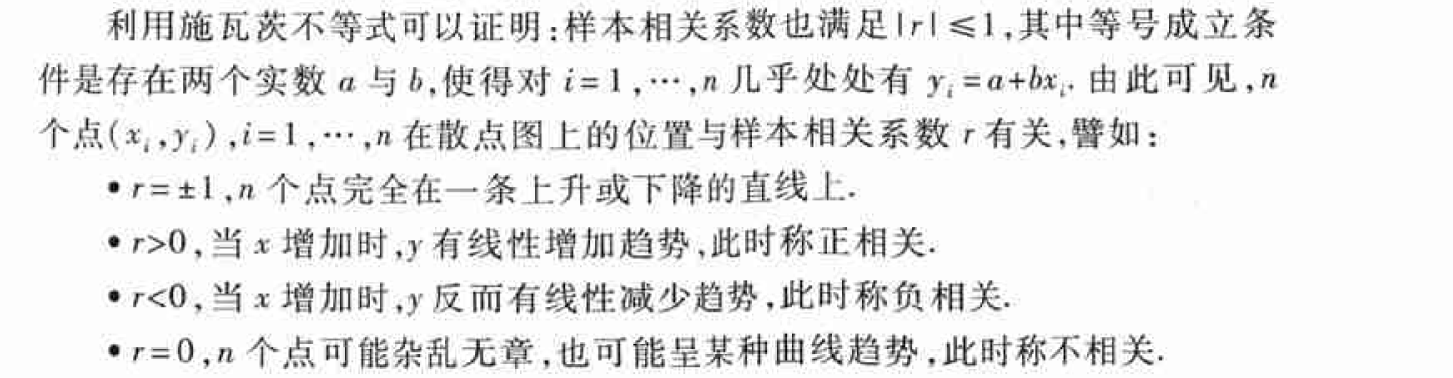 利用施瓦茨不等式可以证明:样本相关系数也满足|r|≤1,其中等号成立条
件是存在两个实数 a 与 b,使得对 i=1,…,n 几乎处处有 yᵢ=a+bxᵢ. 由此可见,n
个点(xᵢ,yᵢ),i=1,…,n 在散点图上的位置与样本相关系数 r 有关,譬如:
• r=±1,n 个点完全在一条上升或下降的直线上.
• r>0,当 x 增加时,y 有线性增加趋势,此时称正相关.
• r<0,当 x 增加时,y 反而有线性减少趋势,此时称负相关.
• r=0,n 个点可能杂乱无章,也可能呈某种曲线趋势,此时称不相关.